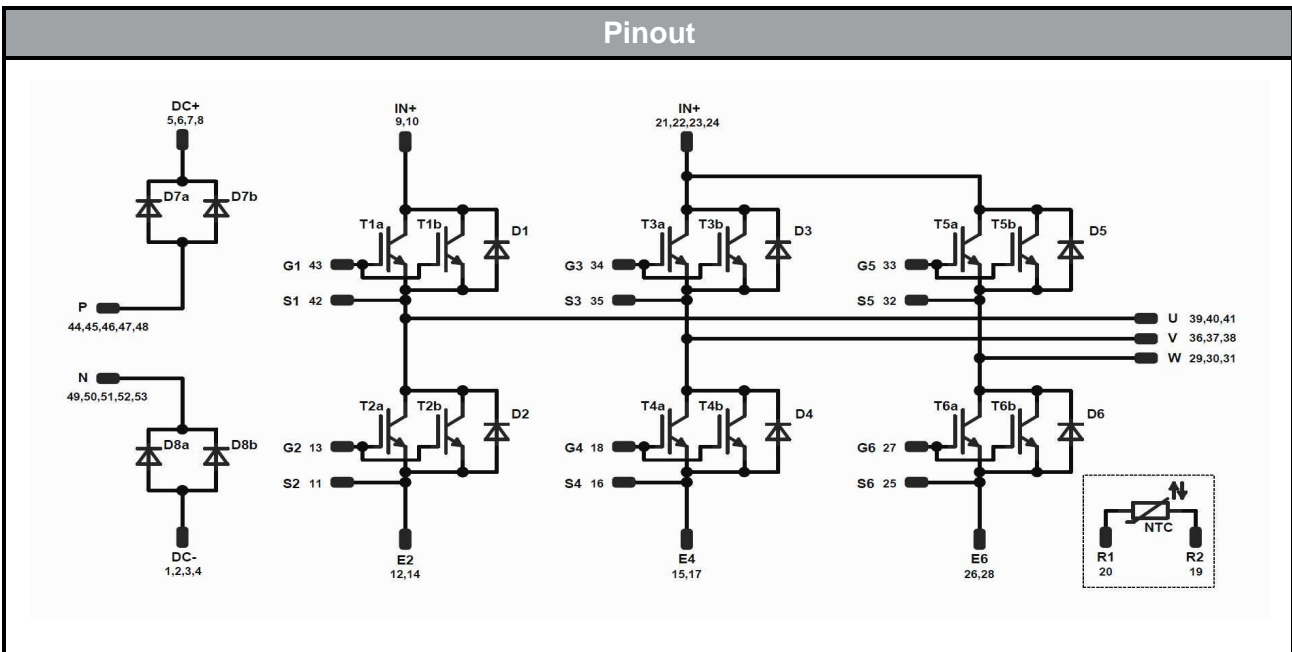 Pinout
DC+
5,6,7,8
IN+
9,10
IN+
21,22,23,24
D7a D7b
T1a T1b D1
T3a T3b D3
T5a T5b D5
G1 43
G3 34
G5 33
S1 42
S3 35
S5 32
P
44,45,46,47,48
U 39,40,41
V 36,37,38
W 29,30,31
N
49,50,51,52,53
T2a T2b D2
T4a T4b D4
T6a T6b D6
D8a D8b
G2 13
G4 18
G6 27
S2 11
S4 16
S6 25
NTC
DC-
1,2,3,4
E2
12,14
E4
15,17
E6
26,28
R1
20
R2
19